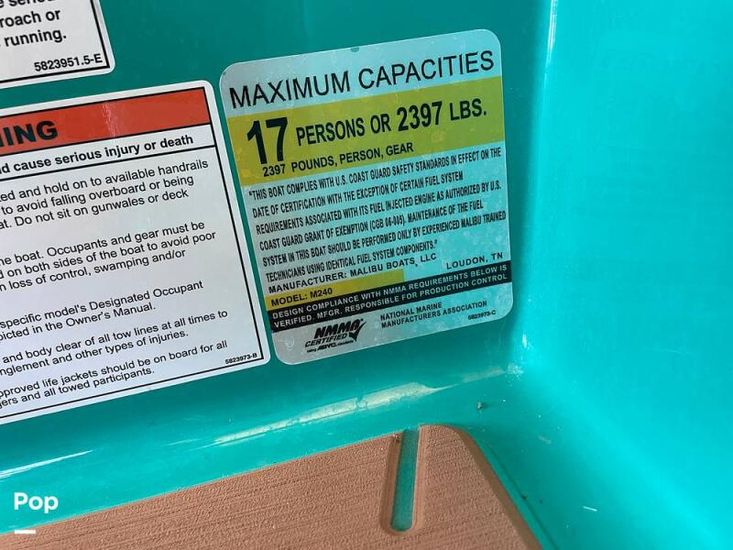 roach or
running.
5823951.5-E
ING
d cause serious injury or death
ed and hold on to available handrails
to avoid falling overboard or being
at. Do not sit on gunwales or deck
he boat. Occupants and gear must be
d on both sides of the boat to avoid poor
n loss of control, swamping and/or
specific model's Designated Occupant
picted in the Owner's Manual.
and body clear of all tow lines at all times to
nglement and other types of injuries.
pproved life jackets should be on board for all
ers and all towed participants.
5823973-B
MAXIMUM CAPACITIES
17 PERSONS OR 2397 LBS.
2397 POUNDS, PERSON, GEAR
"THIS BOAT COMPLIES WITH U.S. COAST GUARD SAFETY STANDARDS IN EFFECT ON THE
DATE OF CERTIFICATION WITH THE EXCEPTION OF CERTAIN FUEL SYSTEM
REQUIREMENTS ASSOCIATED WITH ITS FUEL INJECTED ENGINE AS AUTHORIZED BY U.S.
COAST GUARD GRANT OF EXEMPTION (CGB 06-005). MAINTENANCE OF THE FUEL
SYSTEM IN THIS BOAT SHOULD BE PERFORMED ONLY BY EXPERIENCED MALIBU TRAINED
TECHNICIANS USING IDENTICAL FUEL SYSTEM COMPONENTS."
MANUFACTURER: MALIBU BOATS, LLC LOUDON, TN
MODEL: M240
DESIGN COMPLIANCE WITH NMMA REQUIREMENTS BELOW IS
VERIFIED. MFGR. RESPONSIBLE FOR PRODUCTION CONTROL
NMMA
CERTIFIED
NATIONAL MARINE
MANUFACTURERS ASSOCIATION
5823973-C
Pop